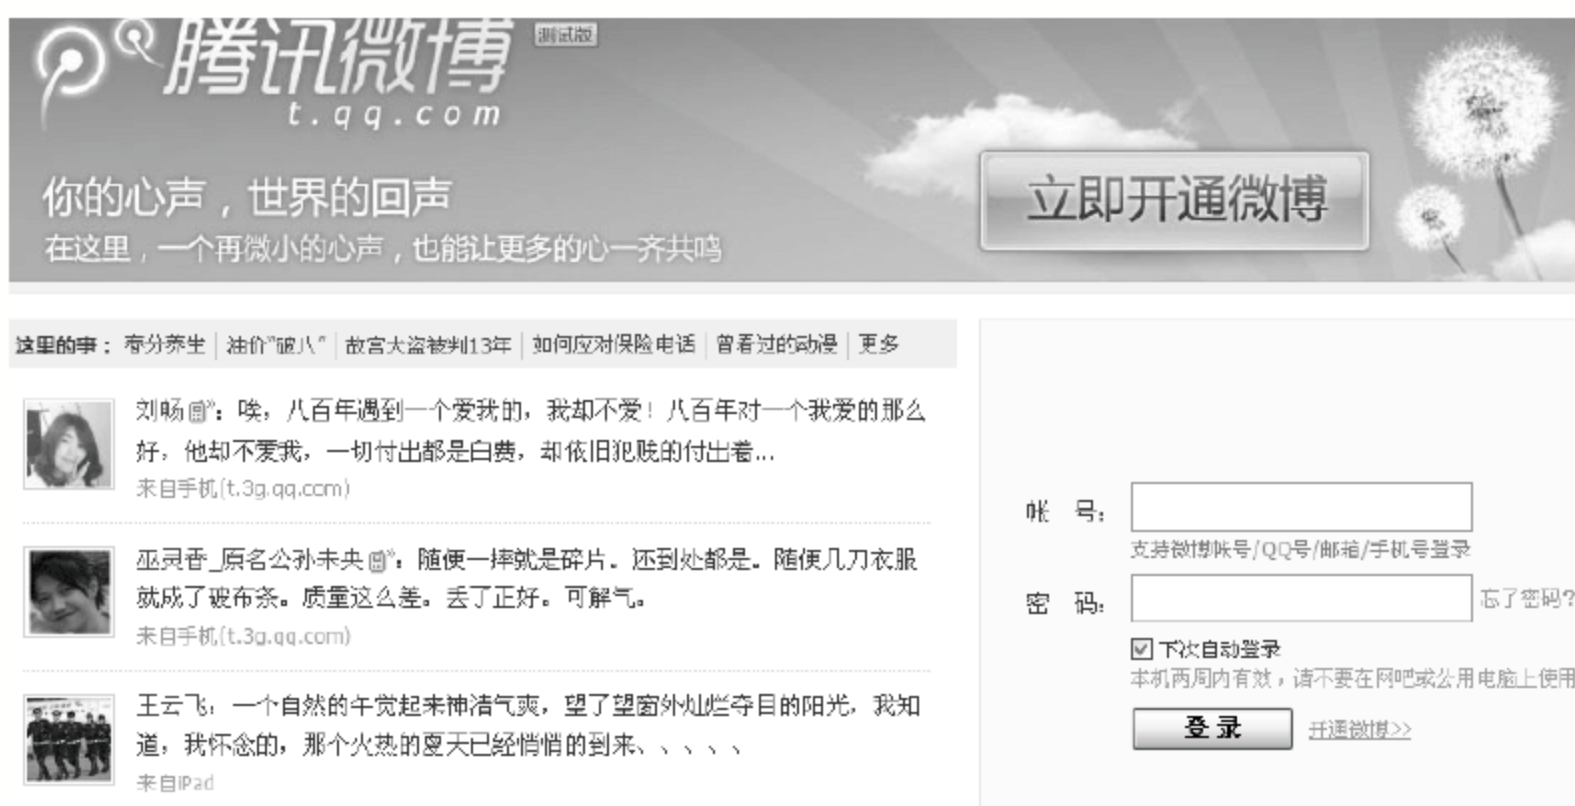 腾讯微博 测试版
t.qq.com
你的心声，世界的回声
在这里，一个再微小的心声，也能让更多的心一齐共鸣
立即开通微博
这里的事： 春分养生 | 油价“破八” | 故宫大盗被判13年 | 如何应对保险电话 | 曾看过的动漫 | 更多
刘畅：唉，八百年遇到一个爱我的，我却不爱！八百年对一个我爱的那么
好，他却不爱我，一切付出都是白费，却依旧犯贱的付出着...
来自手机(t.3g.qq.com)
巫灵香_原名公孙未央：随便一摔就是碎片。还到处都是。随便几刀衣服
就成了破布条。质量这么差。丢了正好。可解气。
来自手机(t.3g.qq.com)
王云飞：一个自然的午觉起来神清气爽，望了望窗外灿烂夺目的阳光，我知
道，我怀念的，那个火热的夏天已经悄悄的到来、、、、、
来自iPad
帐 号：
支持微博帐号/QQ号/邮箱/手机号登录
密 码： 忘了密码?
下次自动登录
本机两周内有效，请不要在网吧或公用电脑上使用
登 录 开通微博>>